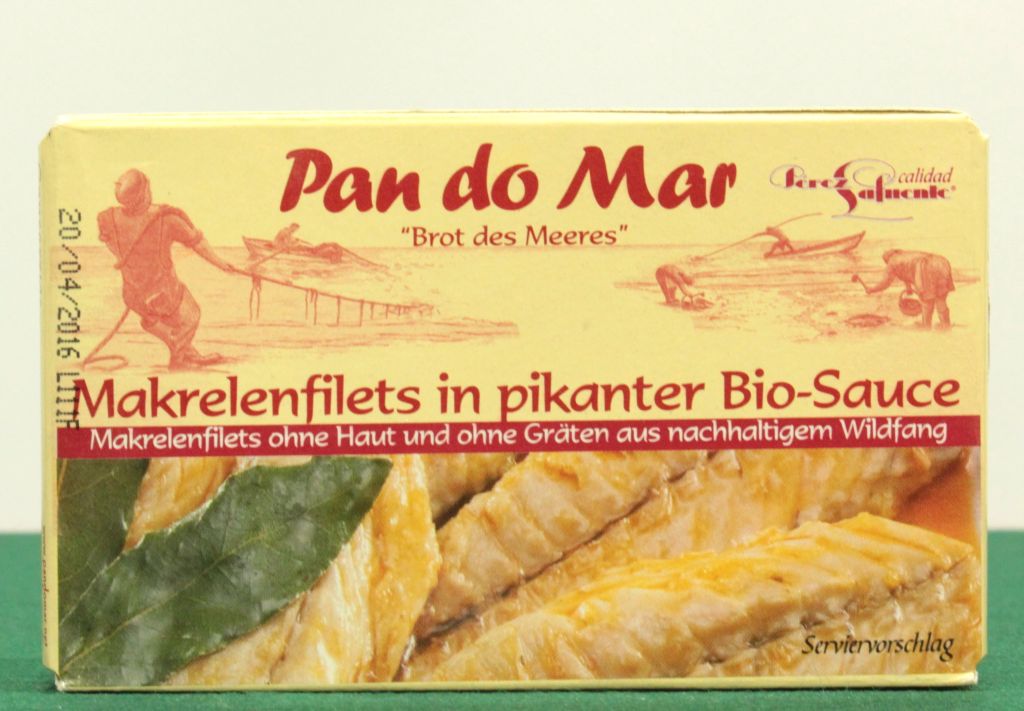 Pan do Mar
"Brot des Meeres"
calidad
Pérez Lafuente®
20/04/2016
Makrelenfilets in pikanter Bio-Sauce
Makrelenfilets ohne Haut und ohne Gräten aus nachhaltigem Wildfang
Serviervorschlag